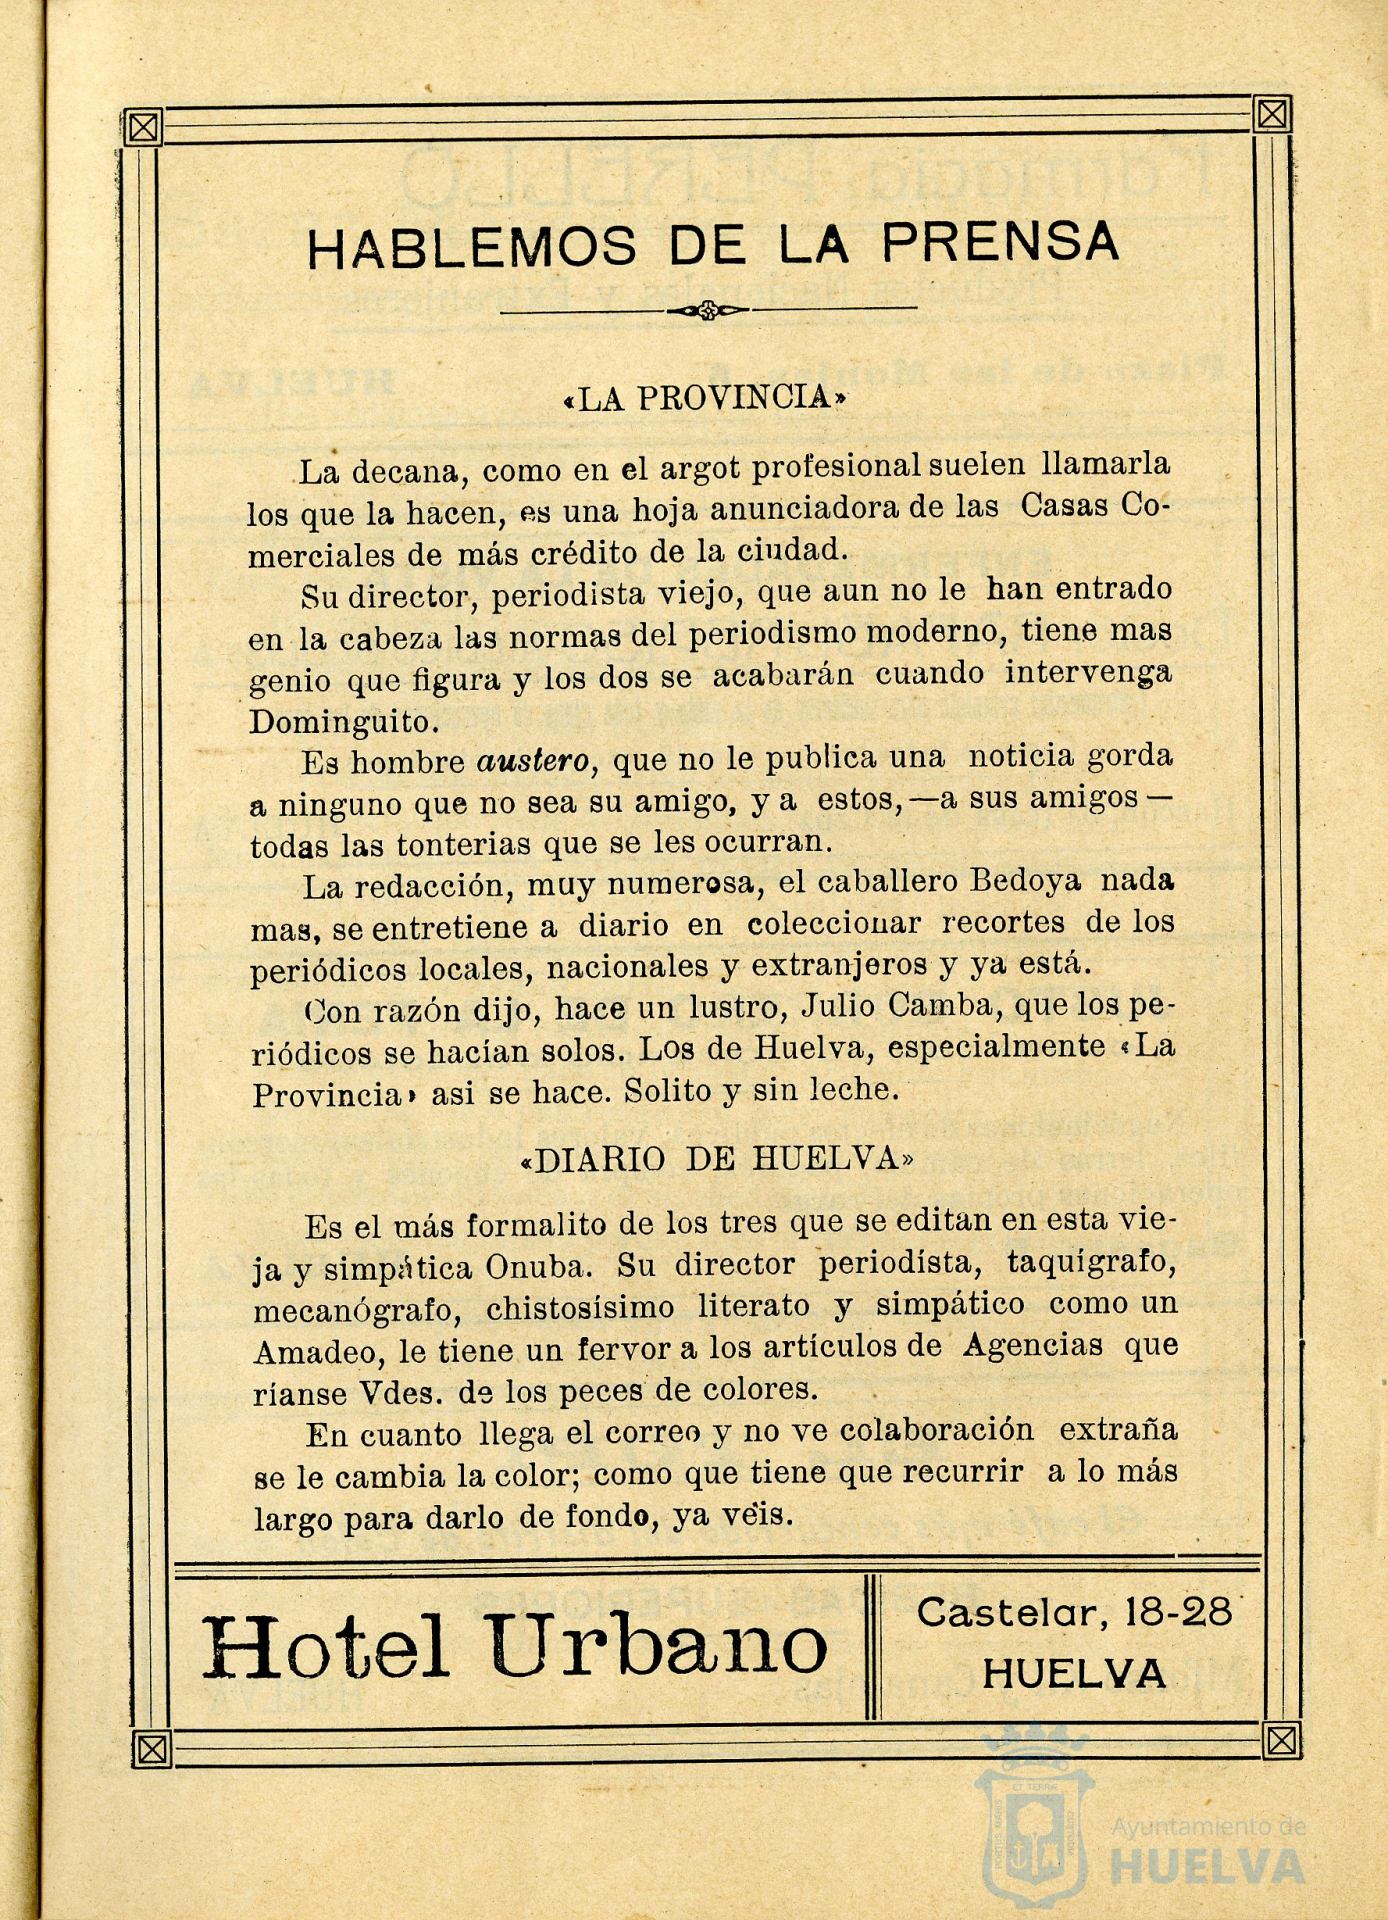 HABLEMOS DE LA PRENSA
«LA PROVINCIA»
La decana, como en el argot profesional suelen llamarla
los que la hacen, es una hoja anunciadora de las Casas Co-
merciales de más crédito de la ciudad.
Su director, periodista viejo, que aun no le han entrado
en la cabeza las normas del periodismo moderno, tiene mas
genio que figura y los dos se acabarán cuando intervenga
Dominguito.
Es hombre austero, que no le publica una noticia gorda
a ninguno que no sea su amigo, y a estos,—a sus amigos—
todas las tonterias que se les ocurran.
La redacción, muy numerosa, el caballero Bedoya nada
mas, se entretiene a diario en coleccionar recortes de los
periódicos locales, nacionales y extranjeros y ya está.
Con razón dijo, hace un lustro, Julio Camba, que los pe-
riódicos se hacían solos. Los de Huelva, especialmente «La
Provincia» asi se hace. Solito y sin leche.
«DIARIO DE HUELVA»
Es el más formalito de los tres que se editan en esta vie-
ja y simpática Onuba. Su director periodísta, taquígrafo,
mecanógrafo, chistosísimo literato y simpático como un
Amadeo, le tiene un fervor a los artículos de Agencias que
ríanse Vdes. de los peces de colores.
En cuanto llega el correo y no ve colaboración extraña
se le cambia la color; como que tiene que recurrir a lo más
largo para darlo de fondo, ya véis.
Hotel Urbano
Castelar, 18-28
HUELVA
Ayuntamiento de
HUELVA